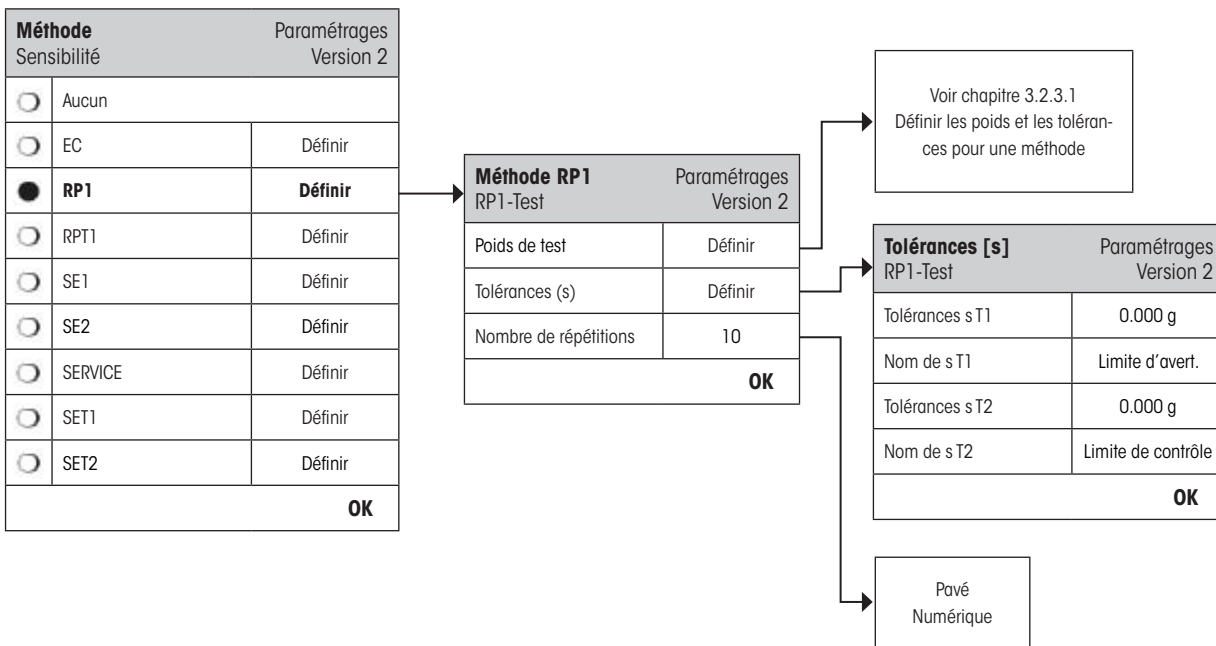 Méthode Paramétrages
Sensibilité Version 2
Aucun
EC Définir
RP1 Définir
RPT1 Définir
SE1 Définir
SE2 Définir
SERVICE Définir
SET1 Définir
SET2 Définir
OK
Méthode RP1 Paramétrages
RP1-Test Version 2
Poids de test Définir
Tolérances (s) Définir
Nombre de répétitions 10
OK
Voir chapitre 3.2.3.1
Définir les poids et les toléran-
ces pour une méthode
Tolérances [s] Paramétrages
RP1-Test Version 2
Tolérances s T1 0.000 g
Nom de s T1 Limite d'avert.
Tolérances s T2 0.000 g
Nom de s T2 Limite de contrôle
OK
Pavé
Numérique